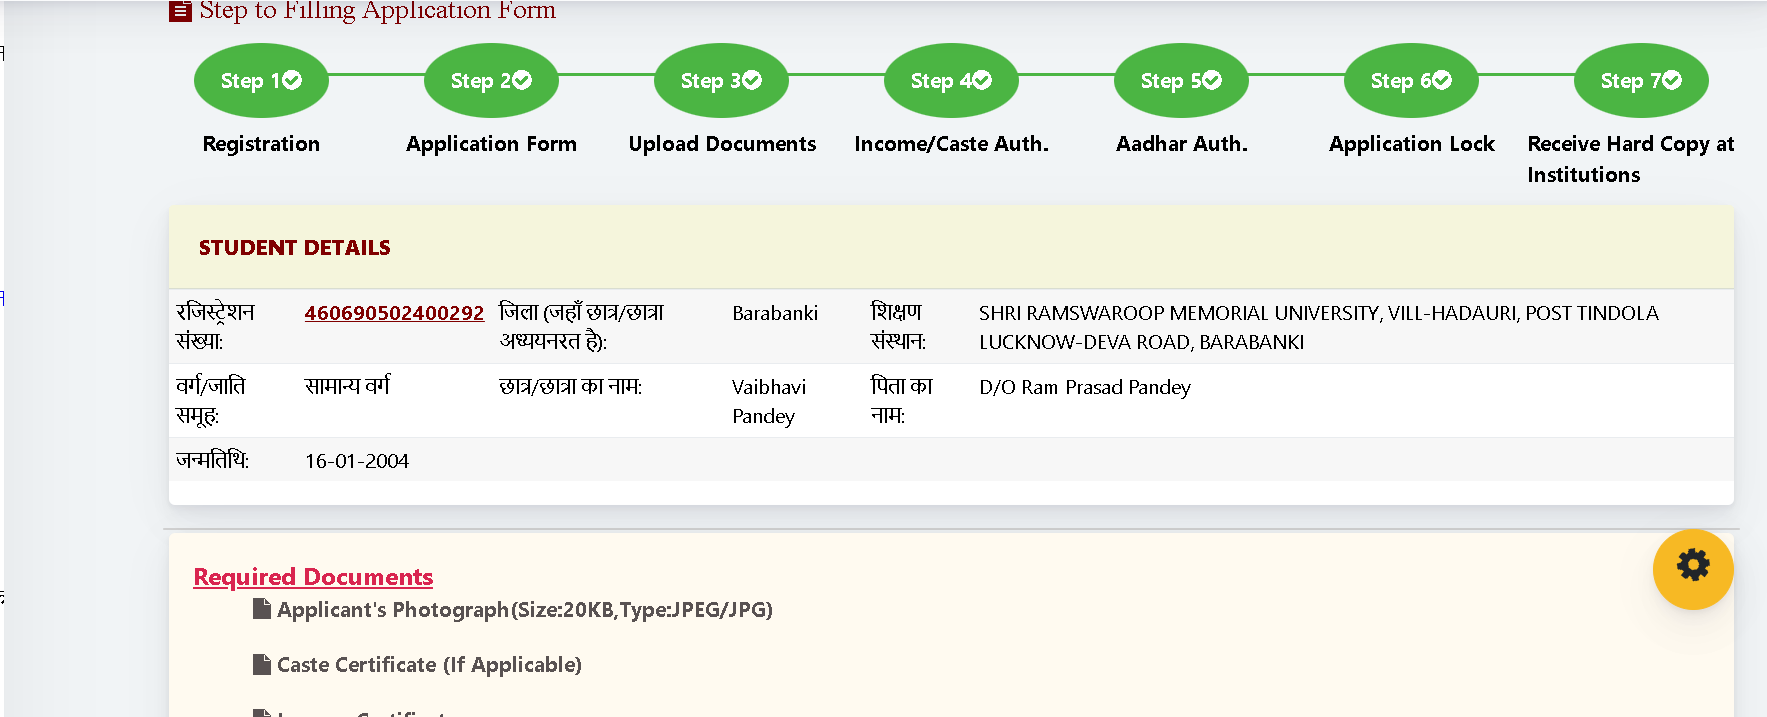 Step to Filling Application Form
Step 1 Step 2 Step 3 Step 4 Step 5 Step 6 Step 7
Registration Application Form Upload Documents Income/Caste Auth. Aadhar Auth. Application Lock Receive Hard Copy at
Institutions
STUDENT DETAILS
रजिस्ट्रेशन 460690502400292 जिला (जहाँ छात्र/छात्रा Barabanki शिक्षण SHRI RAMSWAROOP MEMORIAL UNIVERSITY, VILL-HADAURI, POST TINDOLA
संख्या: अध्ययनरत है): संस्थान: LUCKNOW-DEVA ROAD, BARABANKI
वर्ग/जाति सामान्य वर्ग छात्र/छात्रा का नाम: Vaibhavi पिता का D/O Ram Prasad Pandey
समूह: Pandey नाम:
जन्मतिथि: 16-01-2004
Required Documents
Applicant's Photograph(Size:20KB,Type:JPEG/JPG)
Caste Certificate (If Applicable)